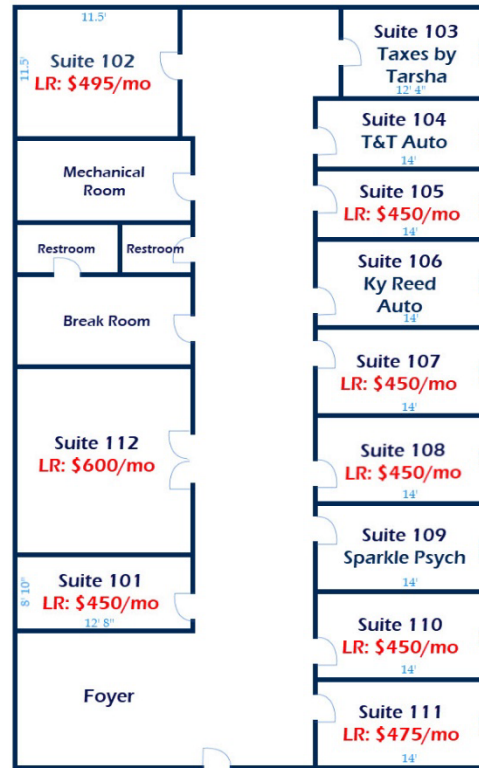 11.5'
11.5'
Suite 102
LR: $495/mo
Mechanical
Room
Restroom
Restroom
Break Room
Suite 112
LR: $600/mo
8' 10"
Suite 101
LR: $450/mo
12' 8"
Foyer
Suite 103
Taxes by
Tarsha
12' 4"
Suite 104
T&T Auto
14'
Suite 105
LR: $450/mo
14'
Suite 106
Ky Reed
Auto
14'
Suite 107
LR: $450/mo
14'
Suite 108
LR: $450/mo
14'
Suite 109
Sparkle Psych
14'
Suite 110
LR: $450/mo
14'
Suite 111
LR: $475/mo
14'